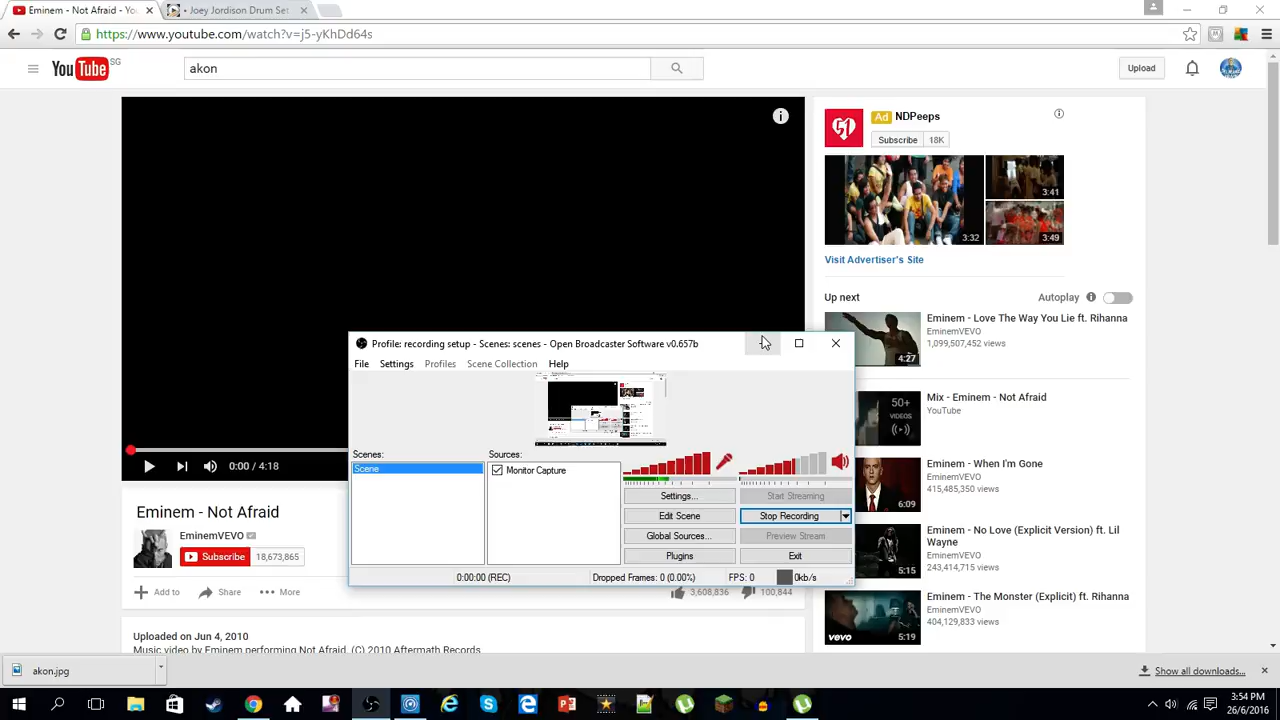 Eminem - Not Afraid - You
Joey Jordison Drum Set
https://www.youtube.com/watch?v=j5-yKhDd64s
YouTube SG
akon
Upload
Ad NDPeeps
Subscribe 18K
3:41
3:32
3:49
Visit Advertiser's Site
Up next
Autoplay
Eminem - Love The Way You Lie ft. Rihanna
EminemVEVO
1,099,507,452 views
4:27
Profile: recording setup - Scenes: scenes - Open Broadcaster Software v0.657b
File Settings Profiles Scene Collection Help
Scenes:
Scene
Sources:
Monitor Capture
Settings...
Start Streaming
Edit Scene
Stop Recording
Global Sources...
Preview Stream
Plugins
Exit
0:00:00 (REC)
Dropped Frames: 0 (0.00%)
FPS: 0
0kb/s
50+
VIDEOS
Mix - Eminem - Not Afraid
YouTube
0:00 / 4:18
Eminem - When I'm Gone
EminemVEVO
415,485,350 views
6:09
Eminem - Not Afraid
EminemVEVO
Subscribe 18,673,865
Eminem - No Love (Explicit Version) ft. Lil
Wayne
EminemVEVO
243,414,715 views
5:15
Add to Share More
3,608,836 100,844
Eminem - The Monster (Explicit) ft. Rihanna
EminemVEVO
404,129,833 views
vevo
5:19
Uploaded on Jun 4, 2010
Music video by Eminem performing Not Afraid. (C) 2010 Aftermath Records
akon.jpg
Show all downloads...
3:54 PM
26/6/2016